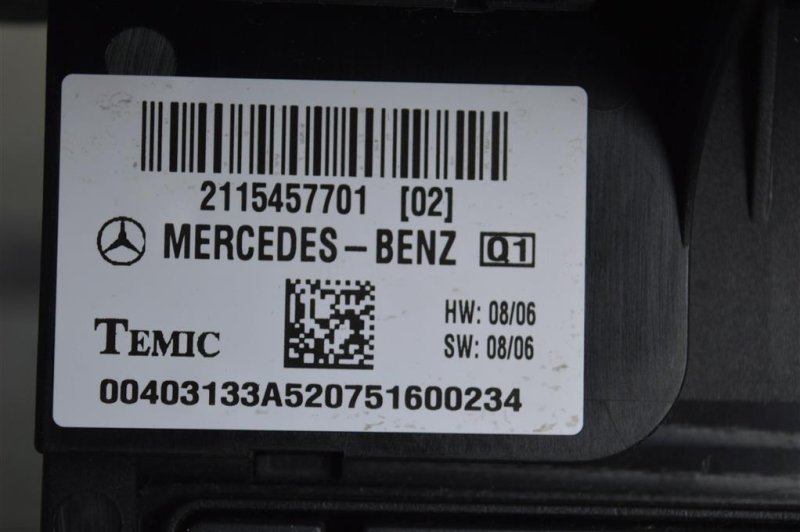 2115457701 [02]
MERCEDES-BENZ Q1
HW: 08/06
TEMIC
SW: 08/06
00403133A520751600234